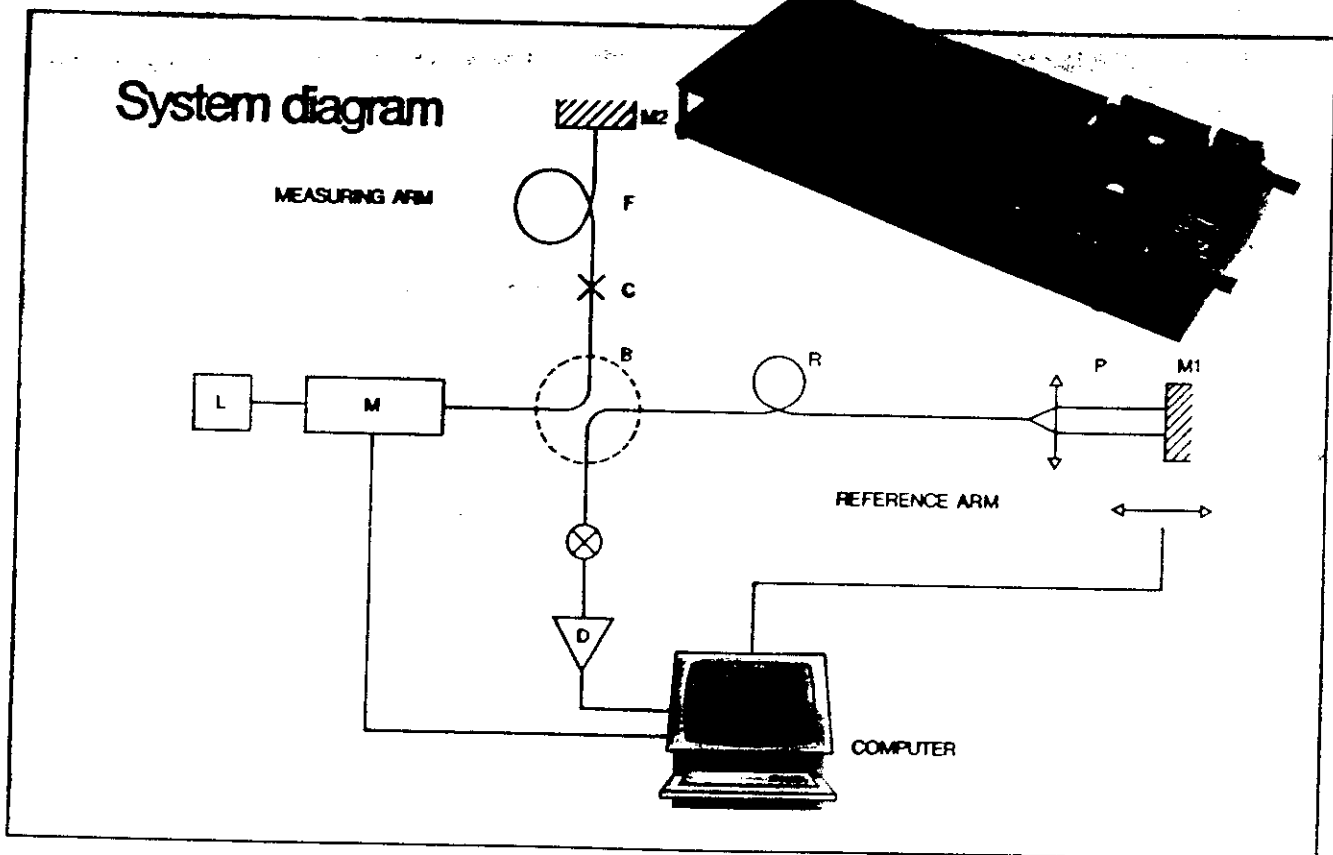 System diagram
M2
MEASURING ARM
F
C
B
R
P
M1
L
M
REFERENCE ARM
D
COMPUTER